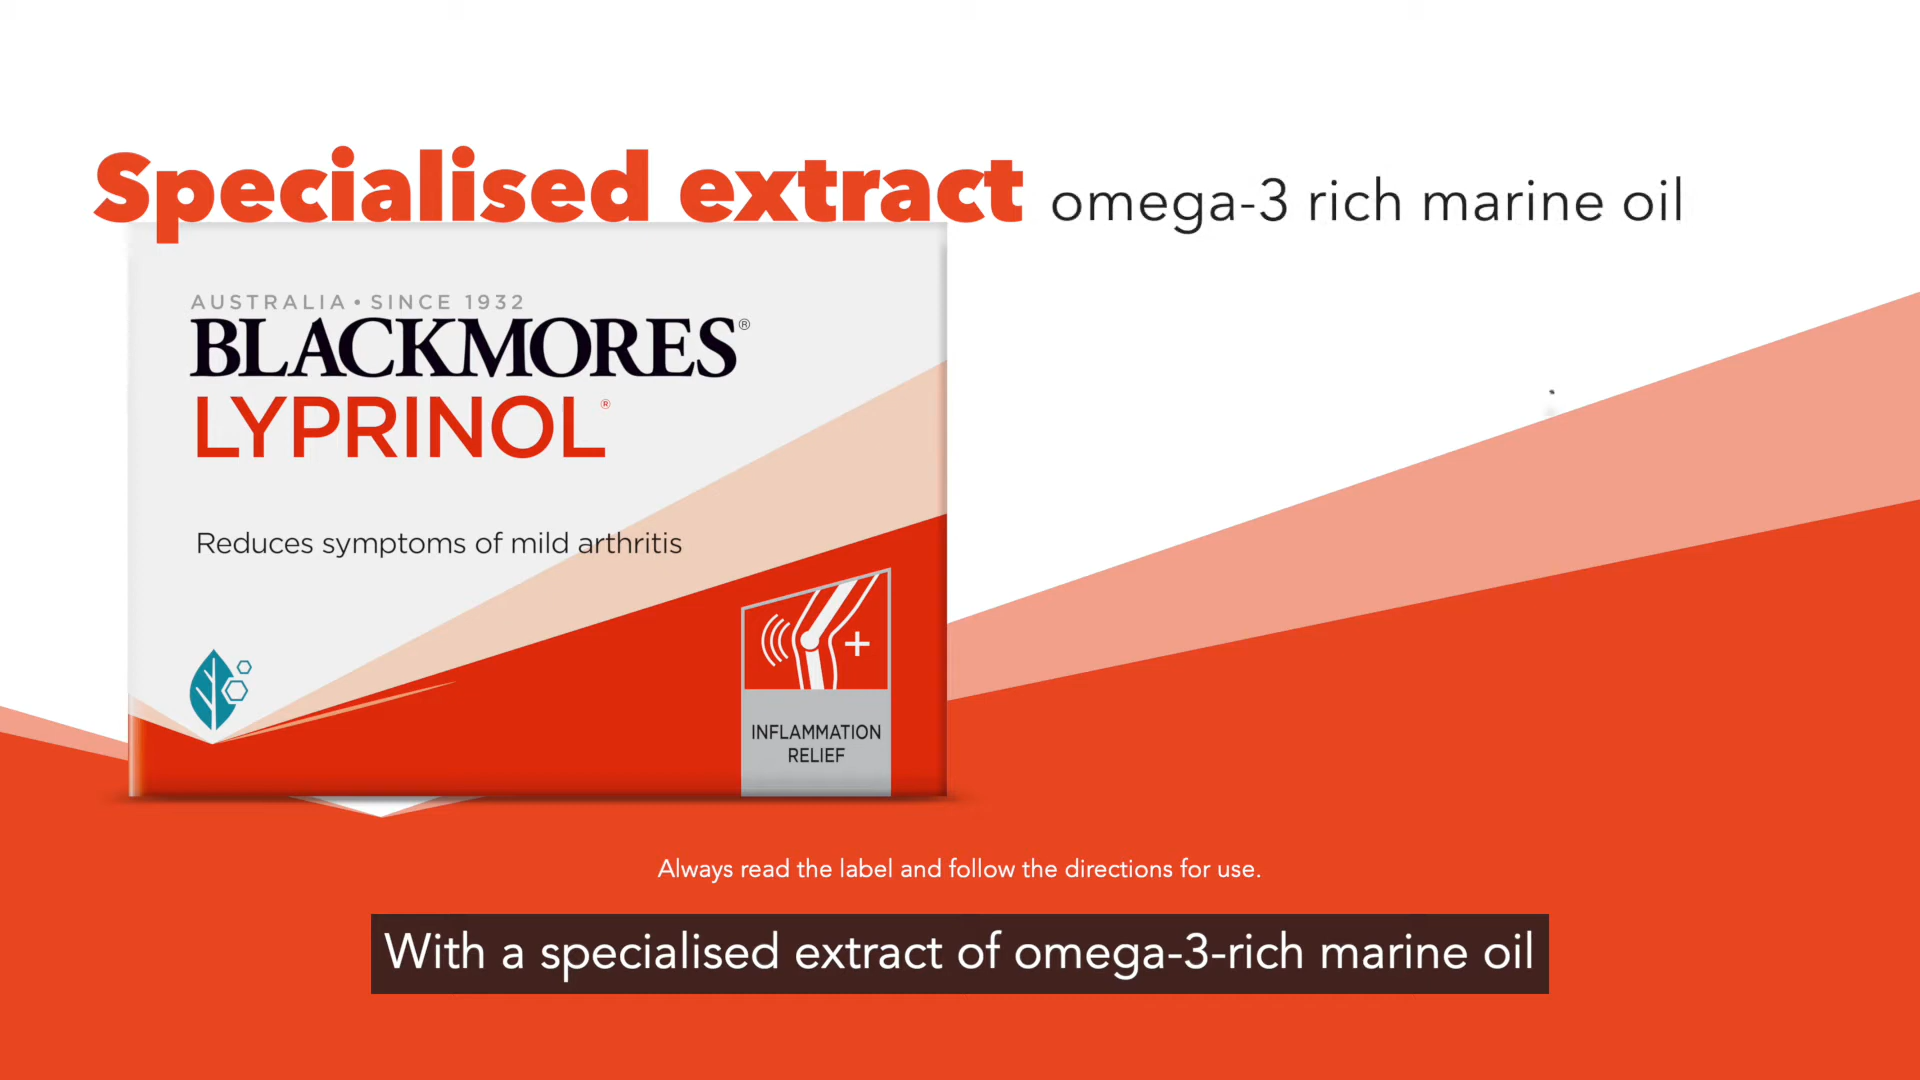 Specialised extract omega-3 rich marine oil
AUSTRALIA • SINCE 1932
BLACKMORES®
LYPRINOL®
Reduces symptoms of mild arthritis
INFLAMMATION
RELIEF
Always read the label and follow the directions for use.
With a specialised extract of omega-3-rich marine oil